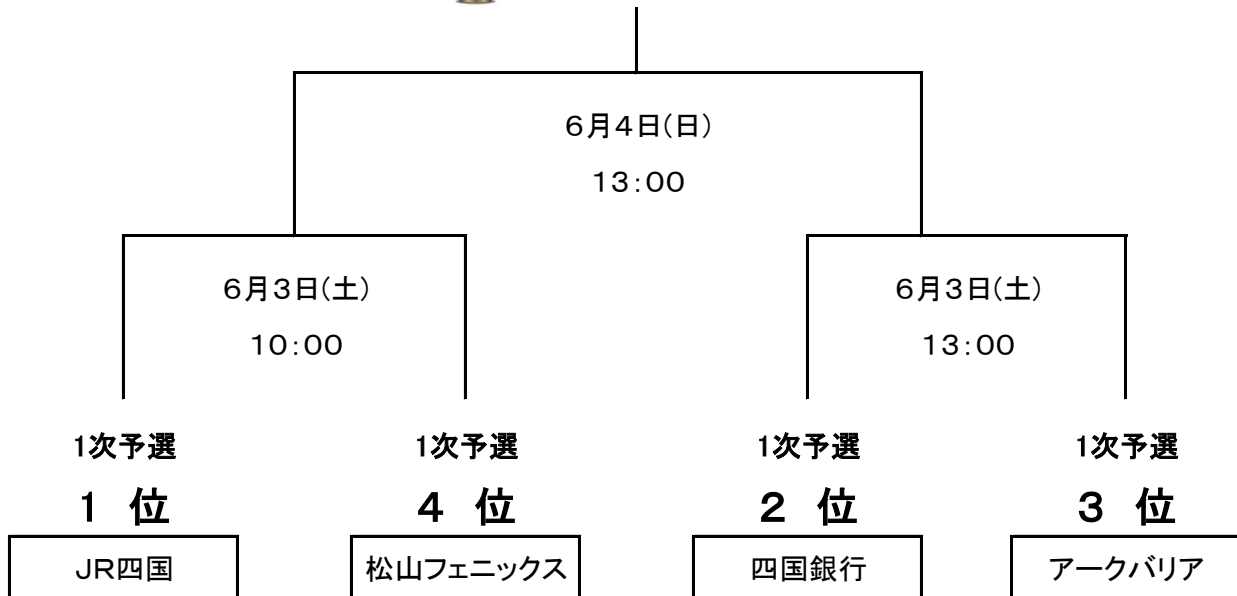 6月4日(日)
13:00
6月3日(土)
6月3日(土)
10:00
13:00
1次予選
1次予選
1次予選
1次予選
1 位
4 位
2 位
3 位
JR四国
松山フェニックス
四国銀行
アークバリア